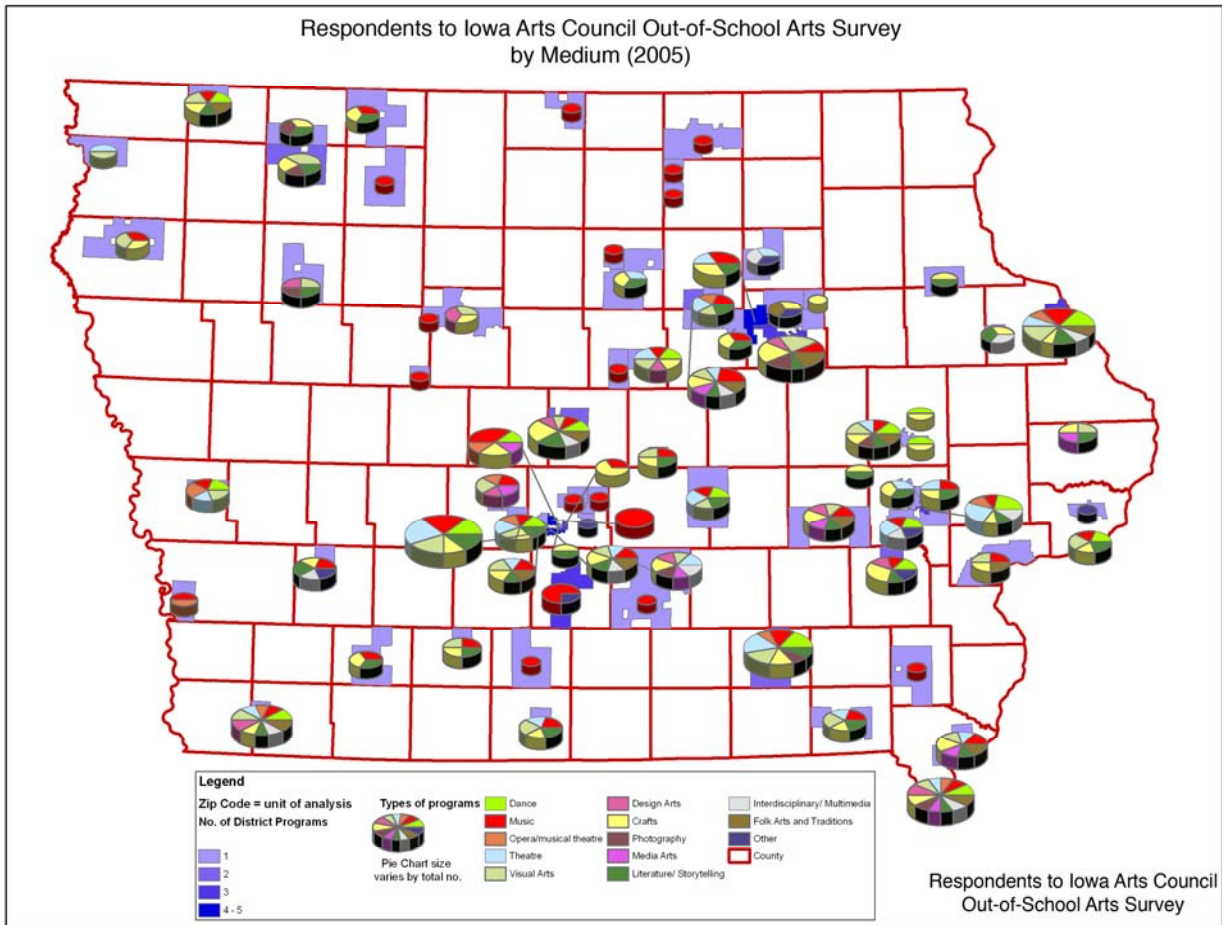 Respondents to Iowa Arts Council Out-of-School Arts Survey
by Medium (2005)
Legend
Zip Code = unit of analysis
No. of District Programs
1
2
3
4 - 5
Types of programs
Pie Chart size
varies by total no.
Dance
Music
Opera/musical theatre
Theatre
Visual Arts
Design Arts
Crafts
Photography
Media Arts
Literature/ Storytelling
Interdisciplinary/ Multimedia
Folk Arts and Traditions
Other
County
Respondents to Iowa Arts Council
Out-of-School Arts Survey